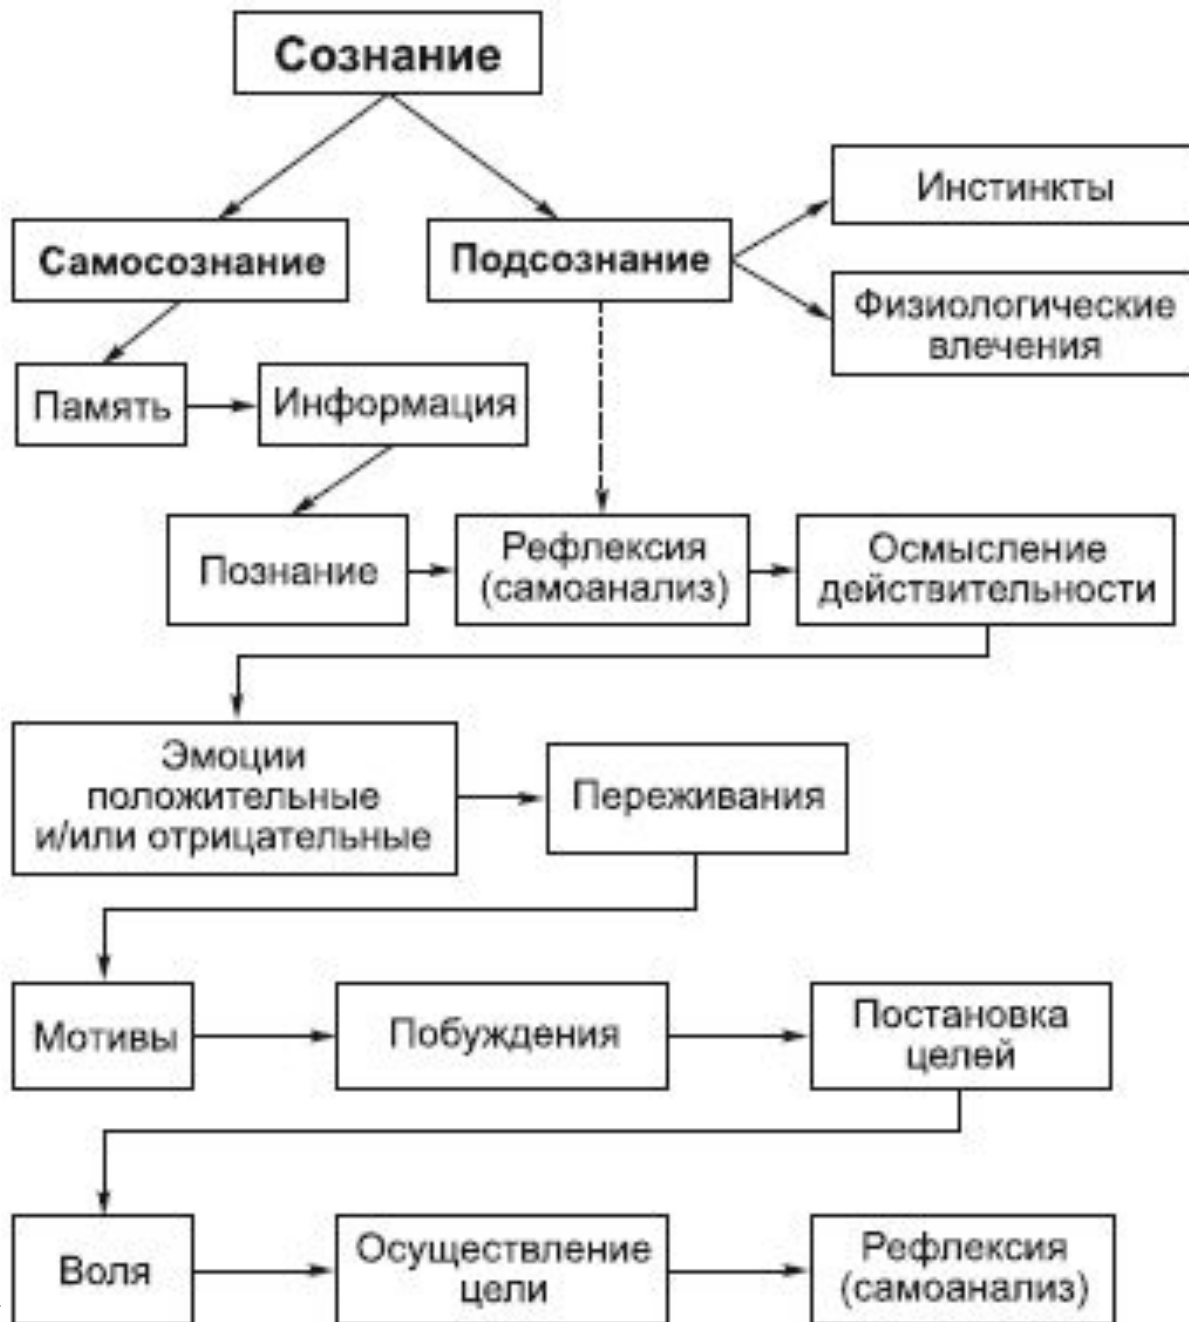 Сознание
Самосознание
Подсознание
Инстинкты
Физиологические
влечения
Память
Информация
Познание
Рефлексия
(самоанализ)
Осмысление
действительности
Эмоции
положительные
и/или отрицательные
Переживания
Мотивы
Побуждения
Постановка
целей
Воля
Осуществление
цели
Рефлексия
(самоанализ)